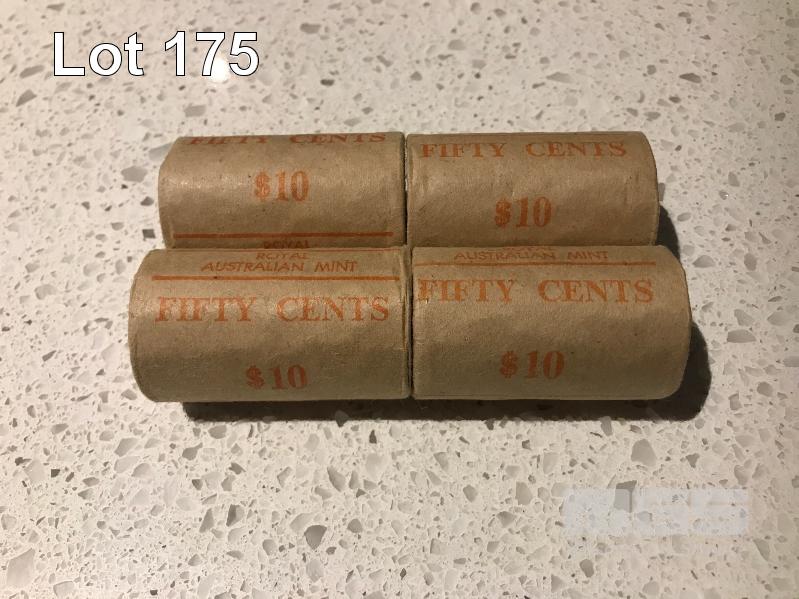 Lot 175
FIFTY CENTS
$10
ROYAL
FIFTY CENTS
$10
ROYAL
AUSTRALIAN MINT
FIFTY CENTS
$10
ROYAL
AUSTRALIAN MINT
FIFTY CENTS
$10